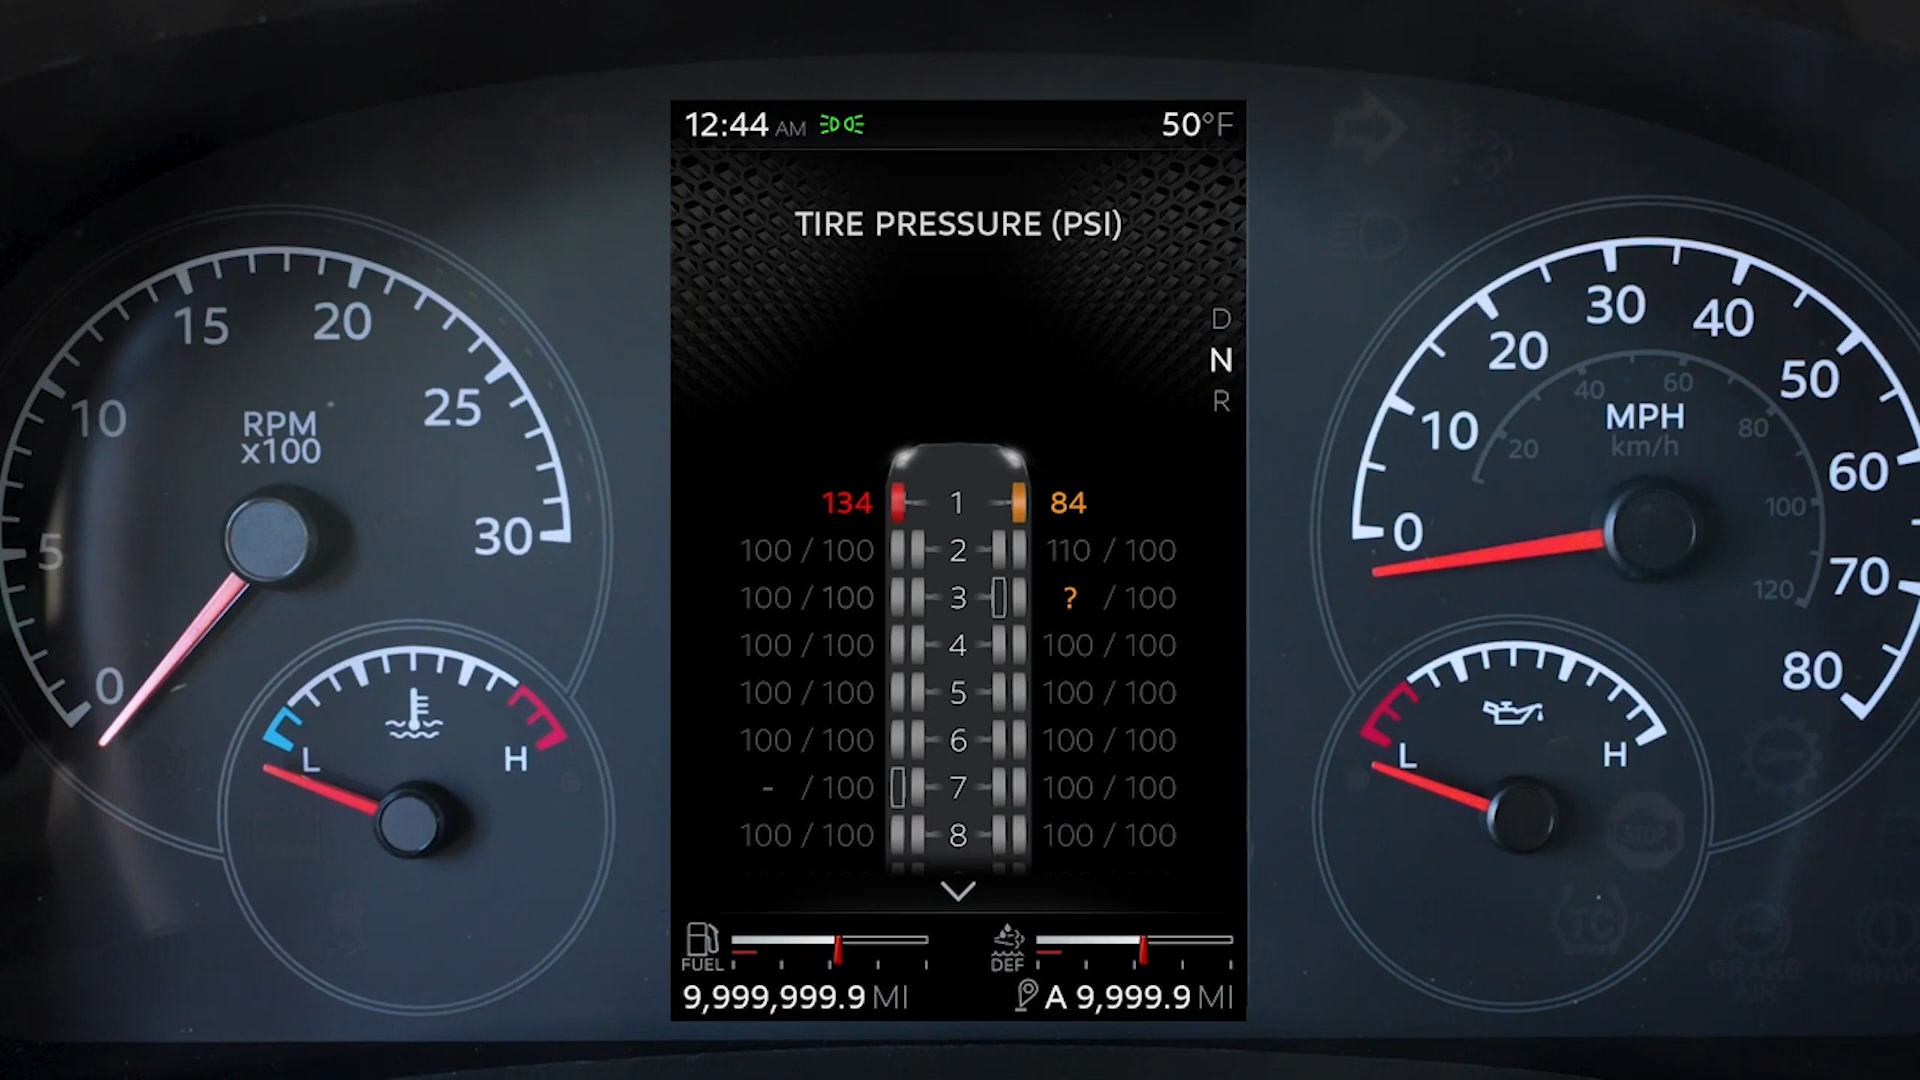 12:44 AM 50°F
TIRE PRESSURE (PSI)
D
N
R
134 1 84
100 / 100 2 110 / 100
100 / 100 3 ? / 100
100 / 100 4 100 / 100
100 / 100 5 100 / 100
100 / 100 6 100 / 100
- / 100 7 100 / 100
100 / 100 8 100 / 100
FUEL DEF
9,999,999.9 MI A 9,999.9 MI
0 5 10 15 20 25 30
RPM
x100
L H
0 10 20 30 40 50 60 70 80
MPH
km/h
20 40 60 80 100 120
L H
STOP
TC
BRAKE
AIR